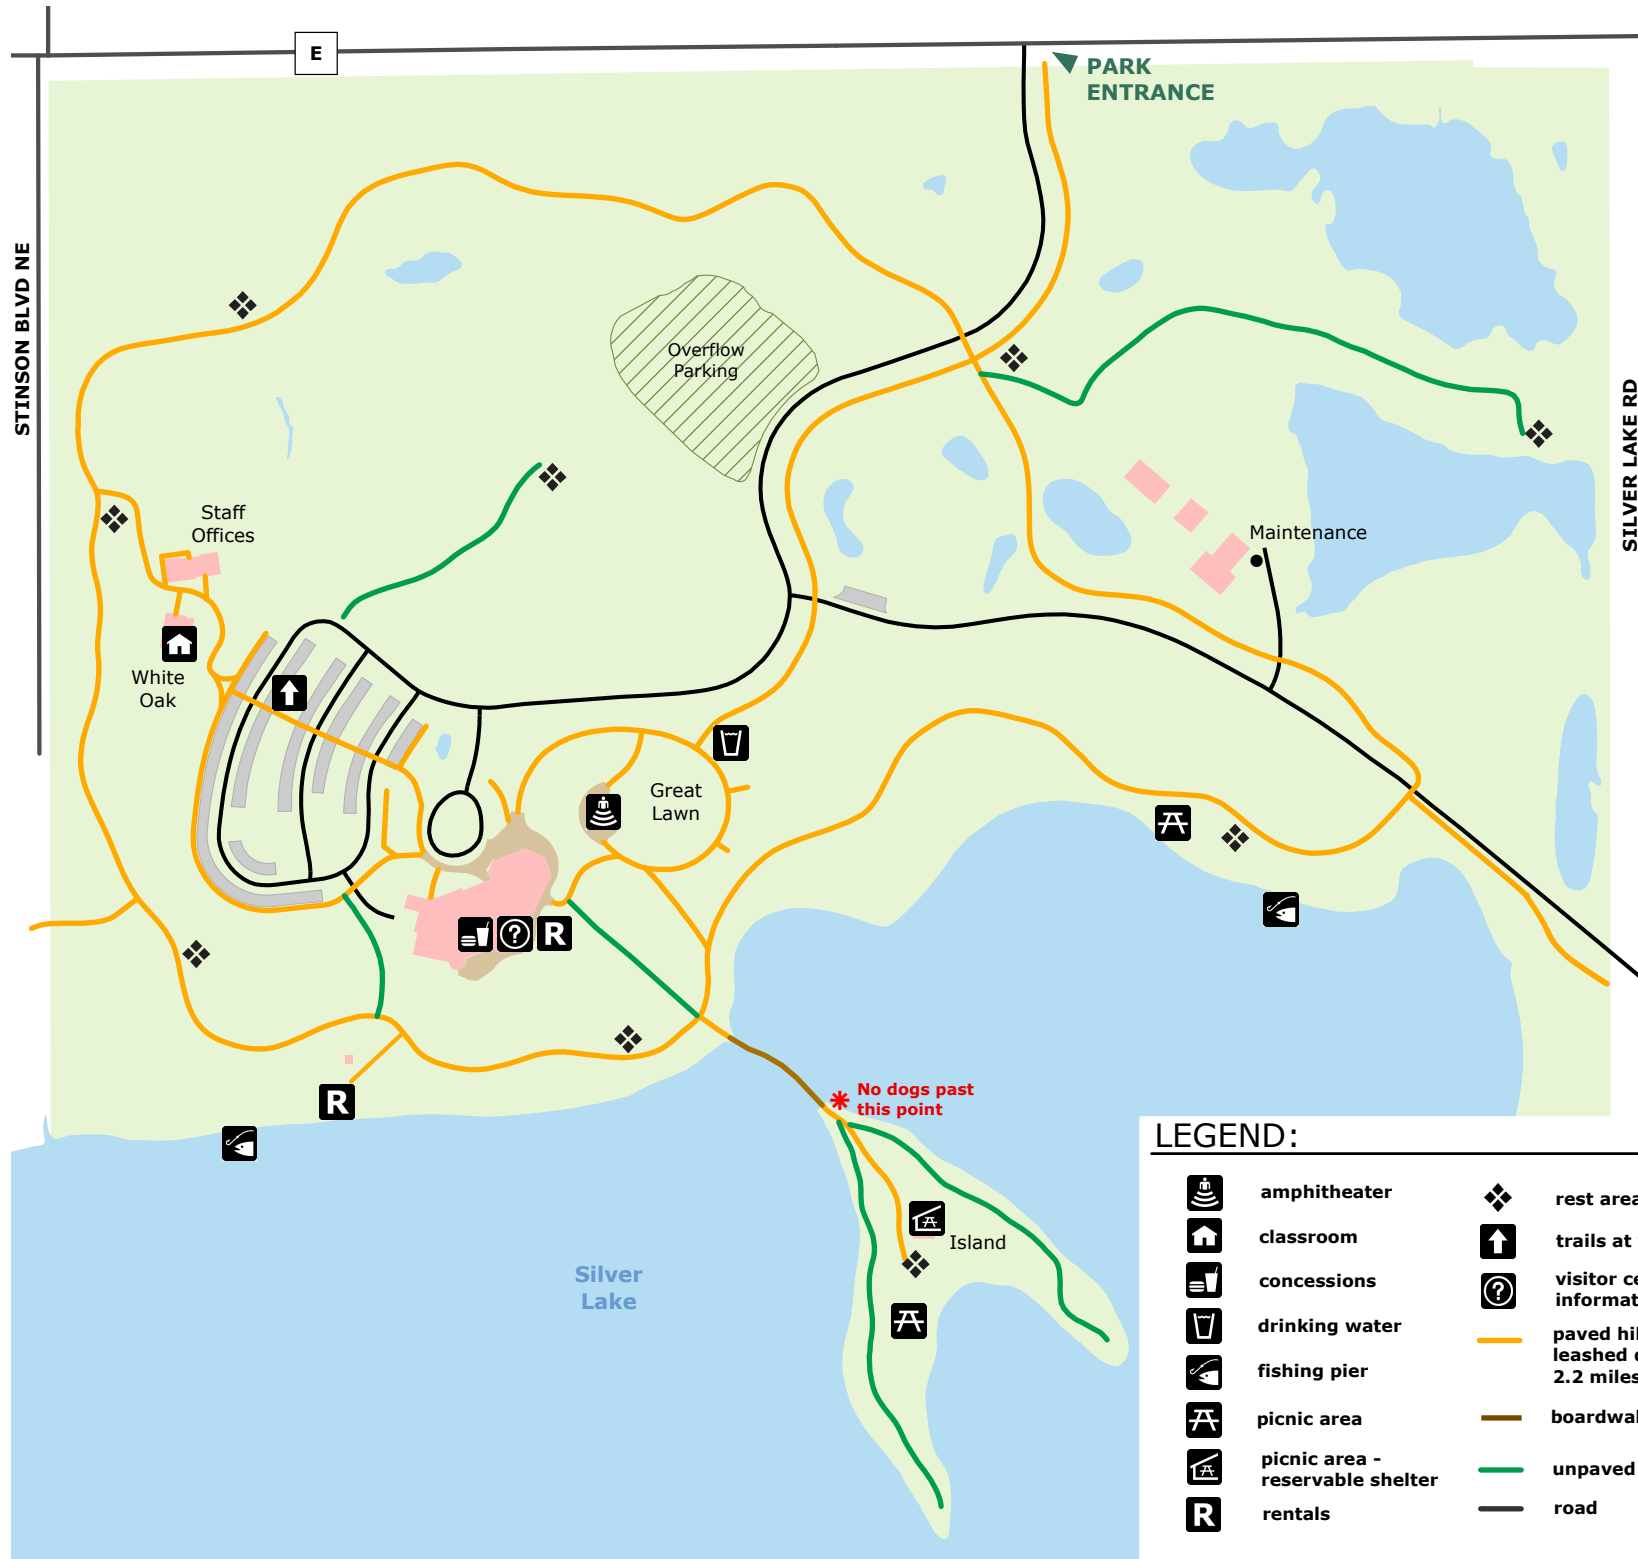 E
PARK
ENTRANCE
STINSON BLVD NE
SILVER LAKE RD
Overflow
Parking
Staff
Offices
Maintenance
White
Oak
Great
Lawn
R
No dogs past
this point
R
Island
Silver
Lake
LEGEND:
amphitheater
classroom
concessions
drinking water
fishing pier
picnic area
picnic area -
reservable shelter
R rentals
rest area
trails at
? visitor ce
informat
paved hi
leashed
2.2 miles
boardwal
unpaved
road